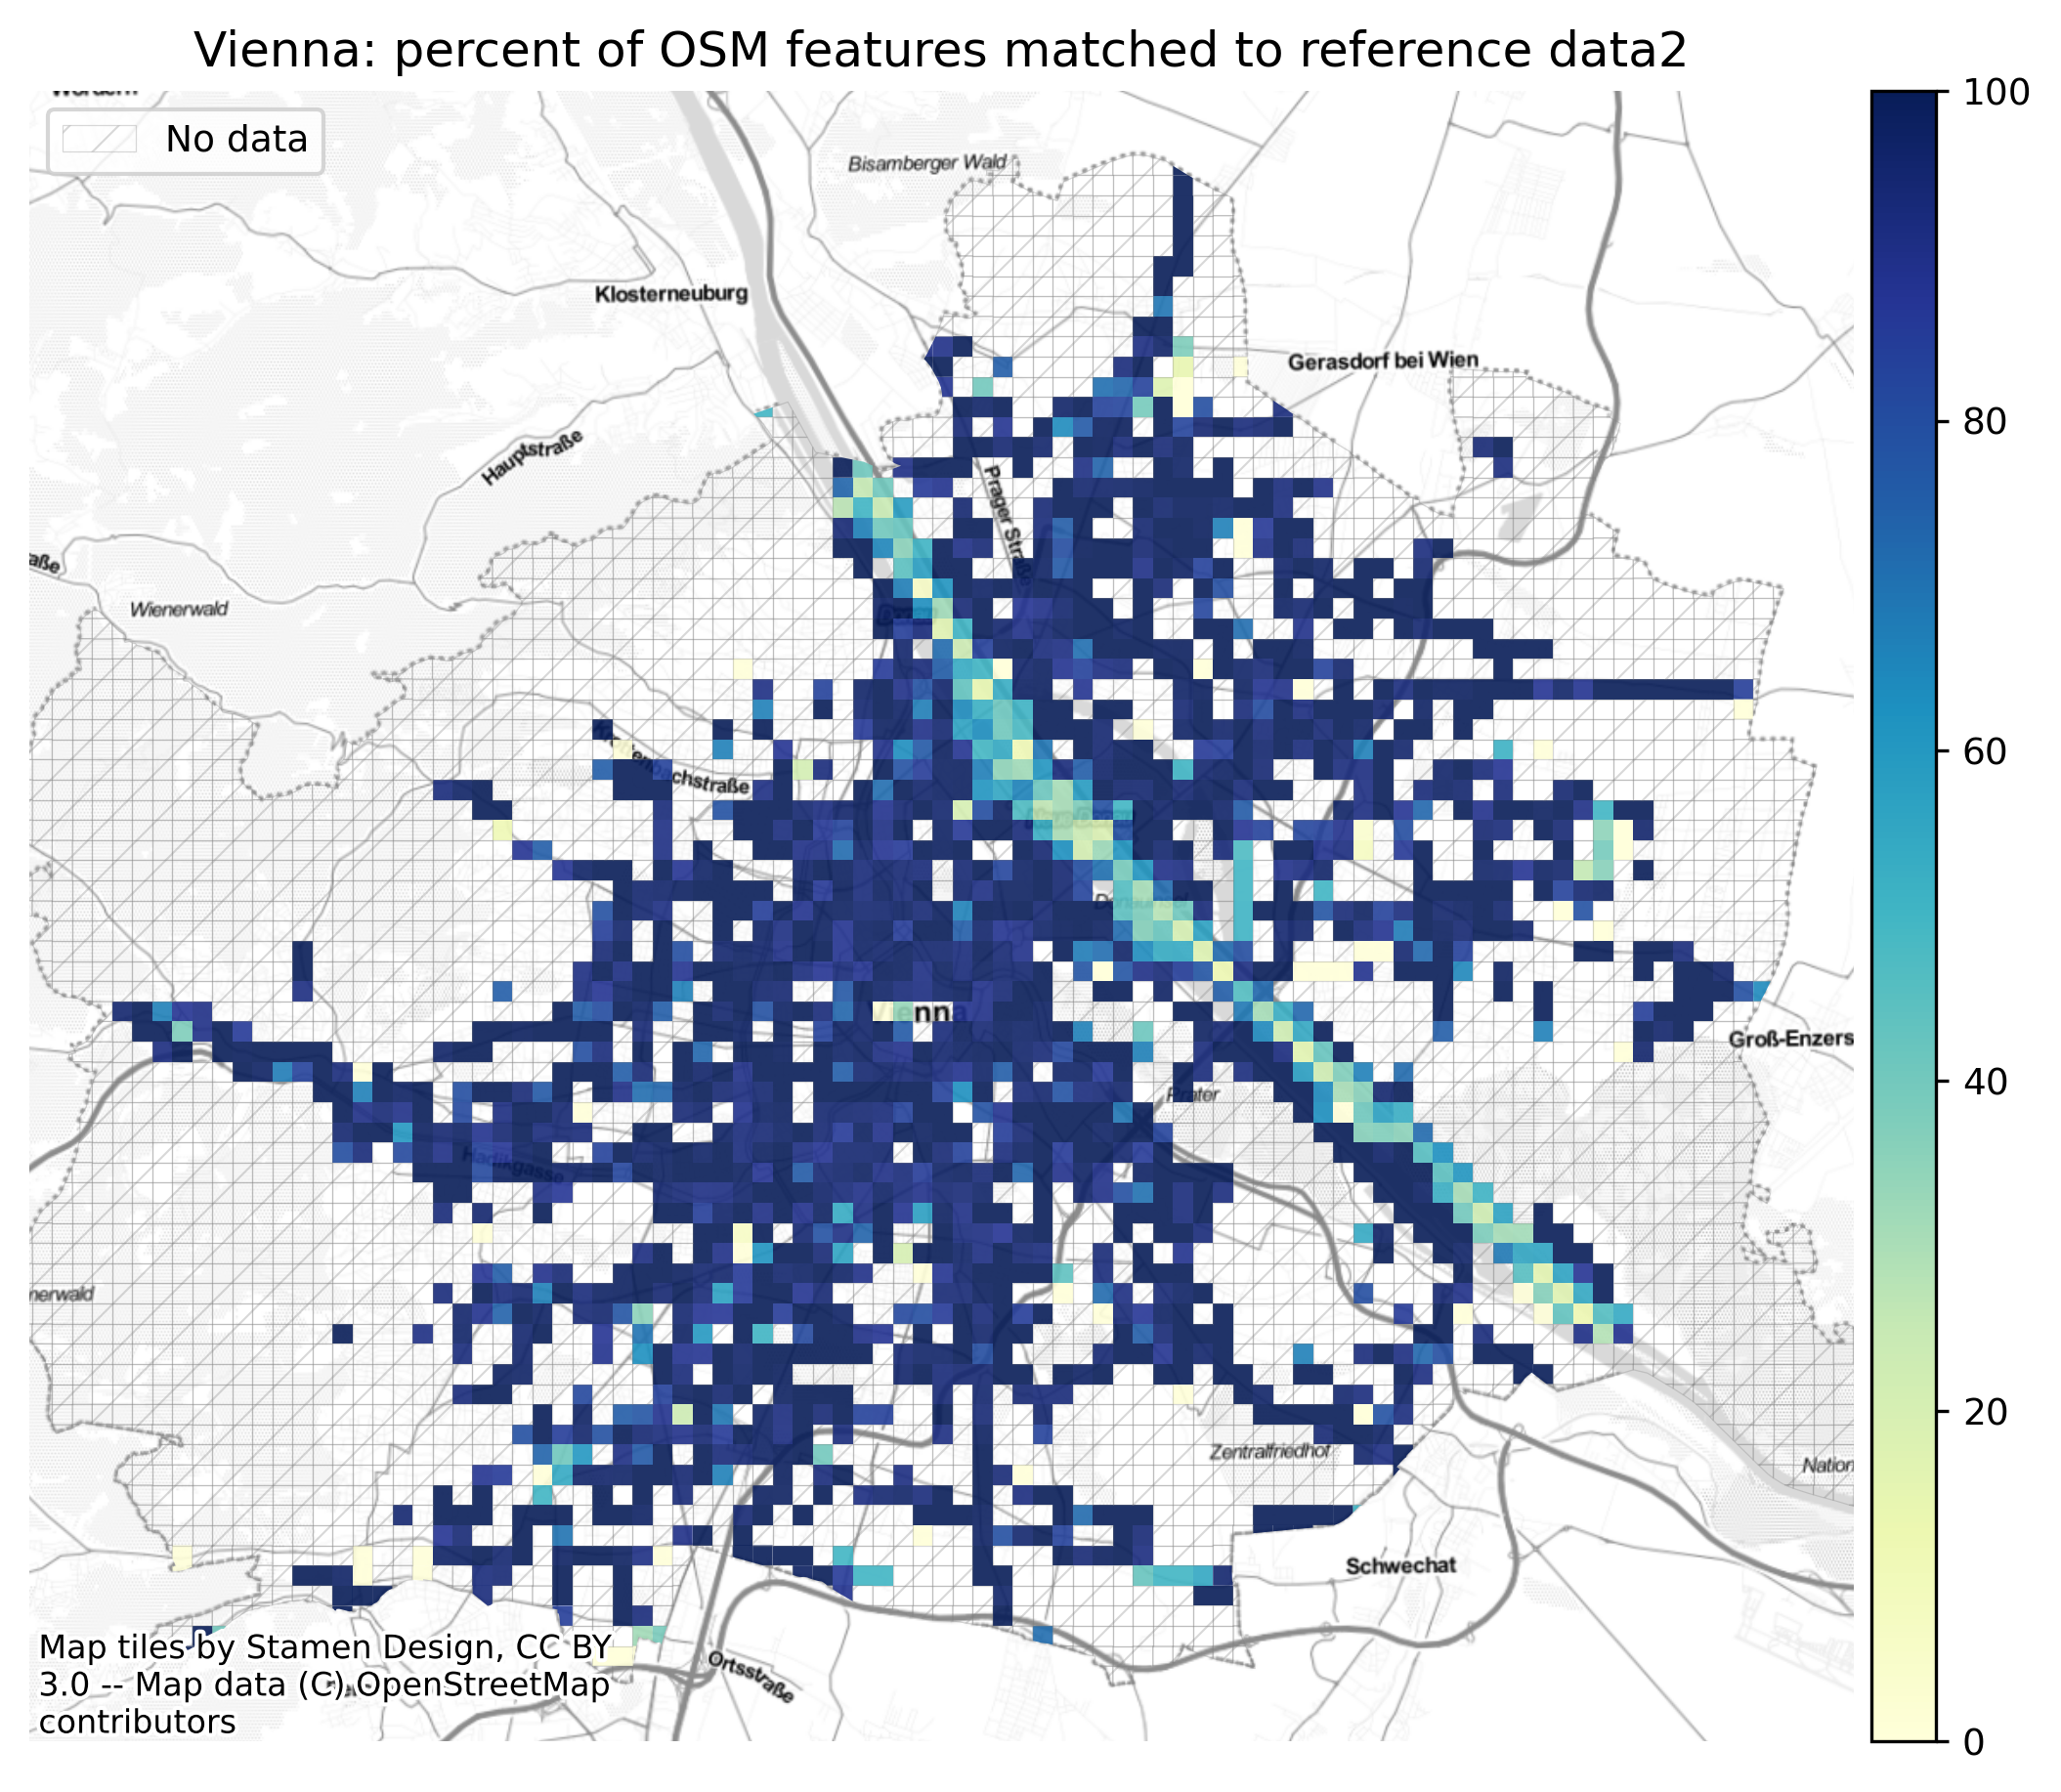 Vienna: percent of OSM features matched to reference data2
No data
Bisamberger Wald
Klosterneuburg
Gerasdorf bei Wien
Hauptstraße
Prager Straße
aße
Wienerwald
Donauinsel
Vienna
Groß-Enzers
Prater
Hadikgasse
nerwald
Zentralfriedhof
Nation
Schwechat
Ortsstraße
Map tiles by Stamen Design, CC BY
3.0 -- Map data (C) OpenStreetMap
contributors
100
80
60
40
20
0